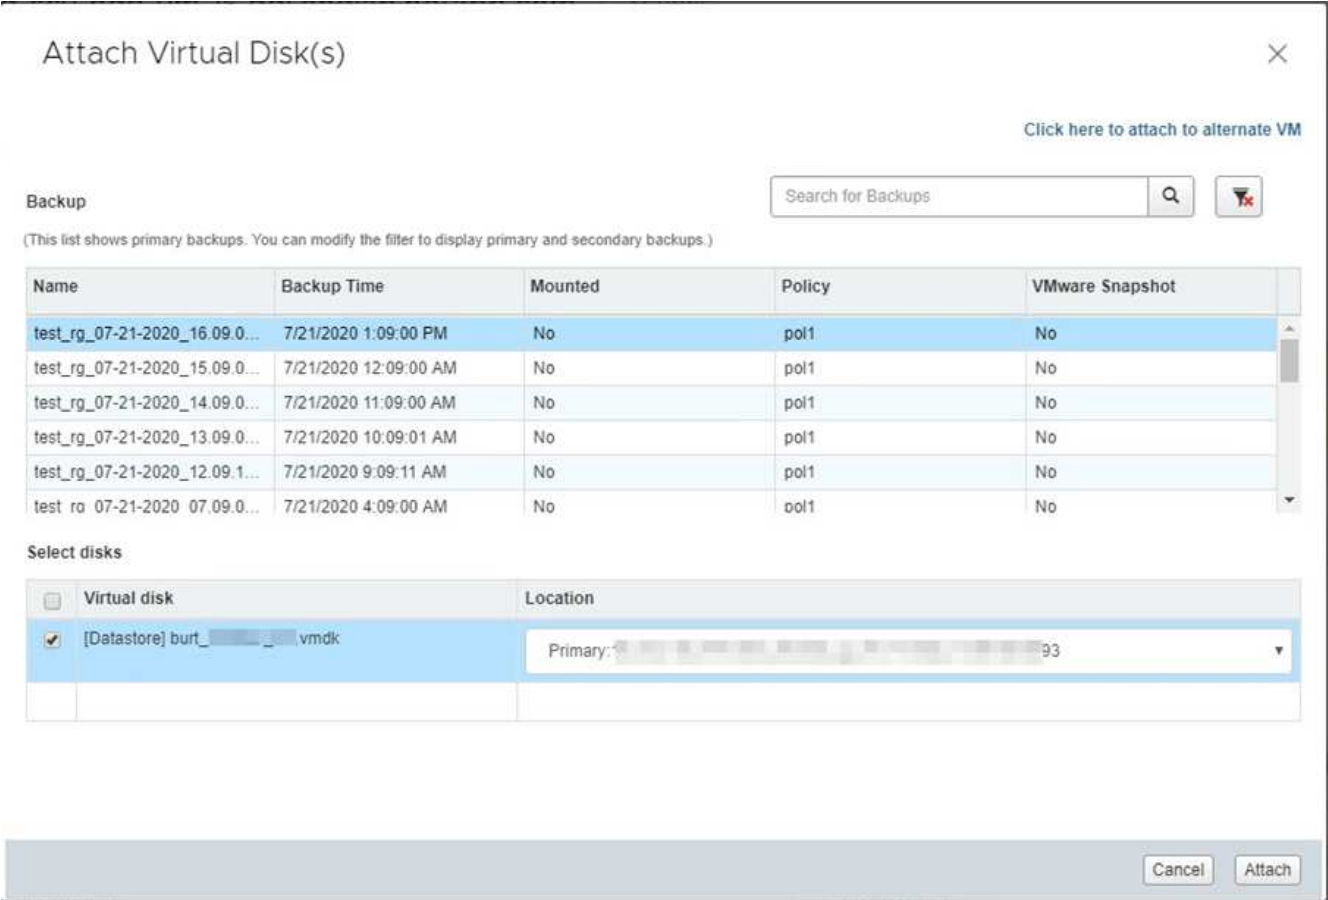 Attach Virtual Disk(s)
Click here to attach to alternate VM
Backup
Search for Backups
(This list shows primary backups. You can modify the filter to display primary and secondary backups.)
Name Backup Time Mounted Policy VMware Snapshot
test_rg_07-21-2020_16.09.0... 7/21/2020 1:09:00 PM No pol1 No
test_rg_07-21-2020_15.09.0... 7/21/2020 12:09:00 AM No pol1 No
test_rg_07-21-2020_14.09.0... 7/21/2020 11:09:00 AM No pol1 No
test_rg_07-21-2020_13.09.0... 7/21/2020 10:09:01 AM No pol1 No
test_rg_07-21-2020_12.09.1... 7/21/2020 9:09:11 AM No pol1 No
test_rg_07-21-2020_07.09.0... 7/21/2020 4:09:00 AM No pol1 No
Select disks
Virtual disk Location
[Datastore] burt_ _ .vmdk
Primary: 93
Cancel Attach